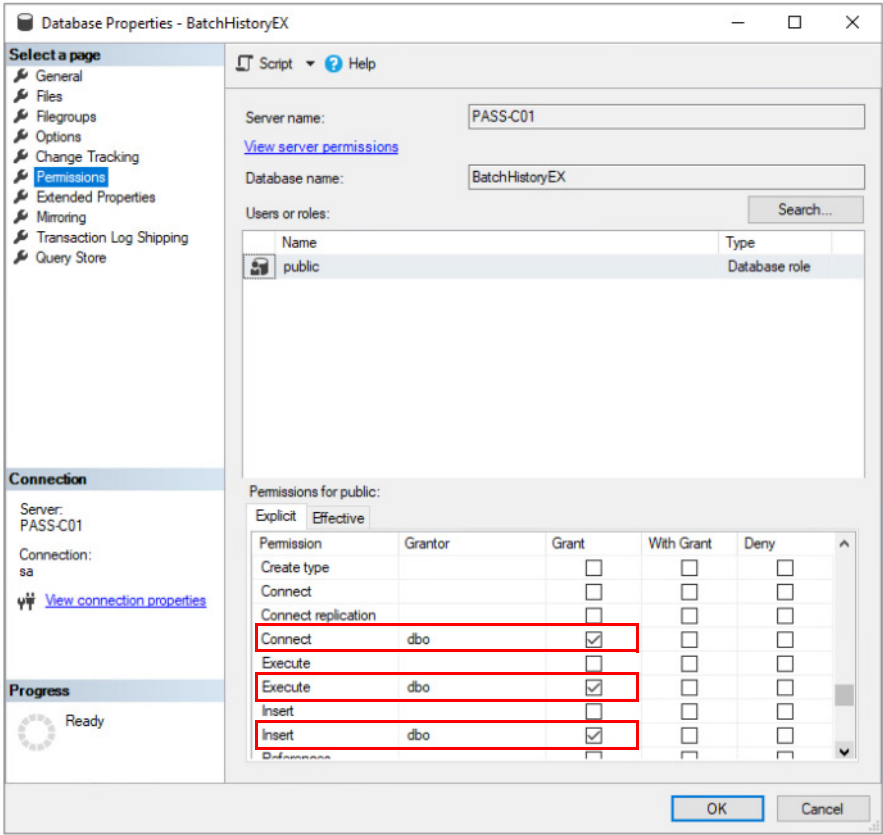 Database Properties - BatchHistoryEX
Select a page
General
Files
Filegroups
Options
Change Tracking
Permissions
Extended Properties
Mirroring
Transaction Log Shipping
Query Store
Connection
Server:
PASS-C01
Connection:
sa
View connection properties
Progress
Ready
Script Help
Server name: PASS-C01
View server permissions
Database name: BatchHistoryEX
Users or roles: Search...
Name Type
public Database role
Permissions for public:
Explicit Effective
Permission Grantor Grant With Grant Deny
Create type
Connect
Connect replication
Connect dbo
Execute
Execute dbo
Insert
Insert dbo
References
OK Cancel